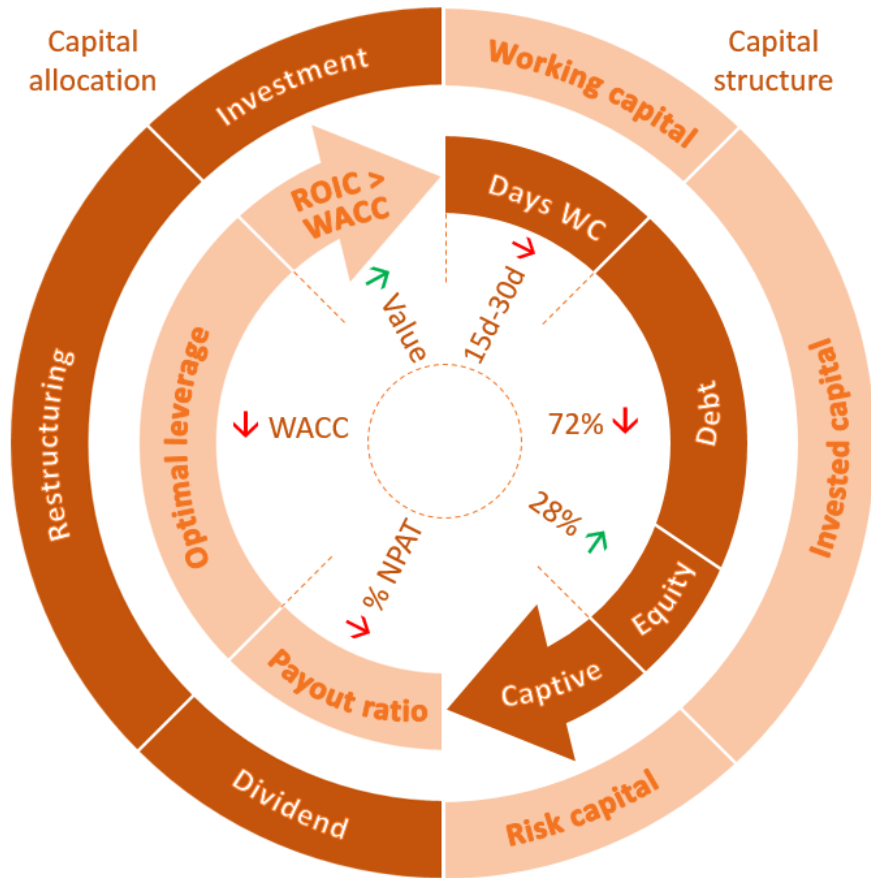 Capital
allocation
Capital
structure
Investment
Working capital
Restructuring
Invested capital
Dividend
Risk capital
ROIC >
WACC
Days WC
Optimal leverage
Debt
Equity
Payout ratio
Captive
Value
15d-30d
WACC
72%
28%
% NPAT